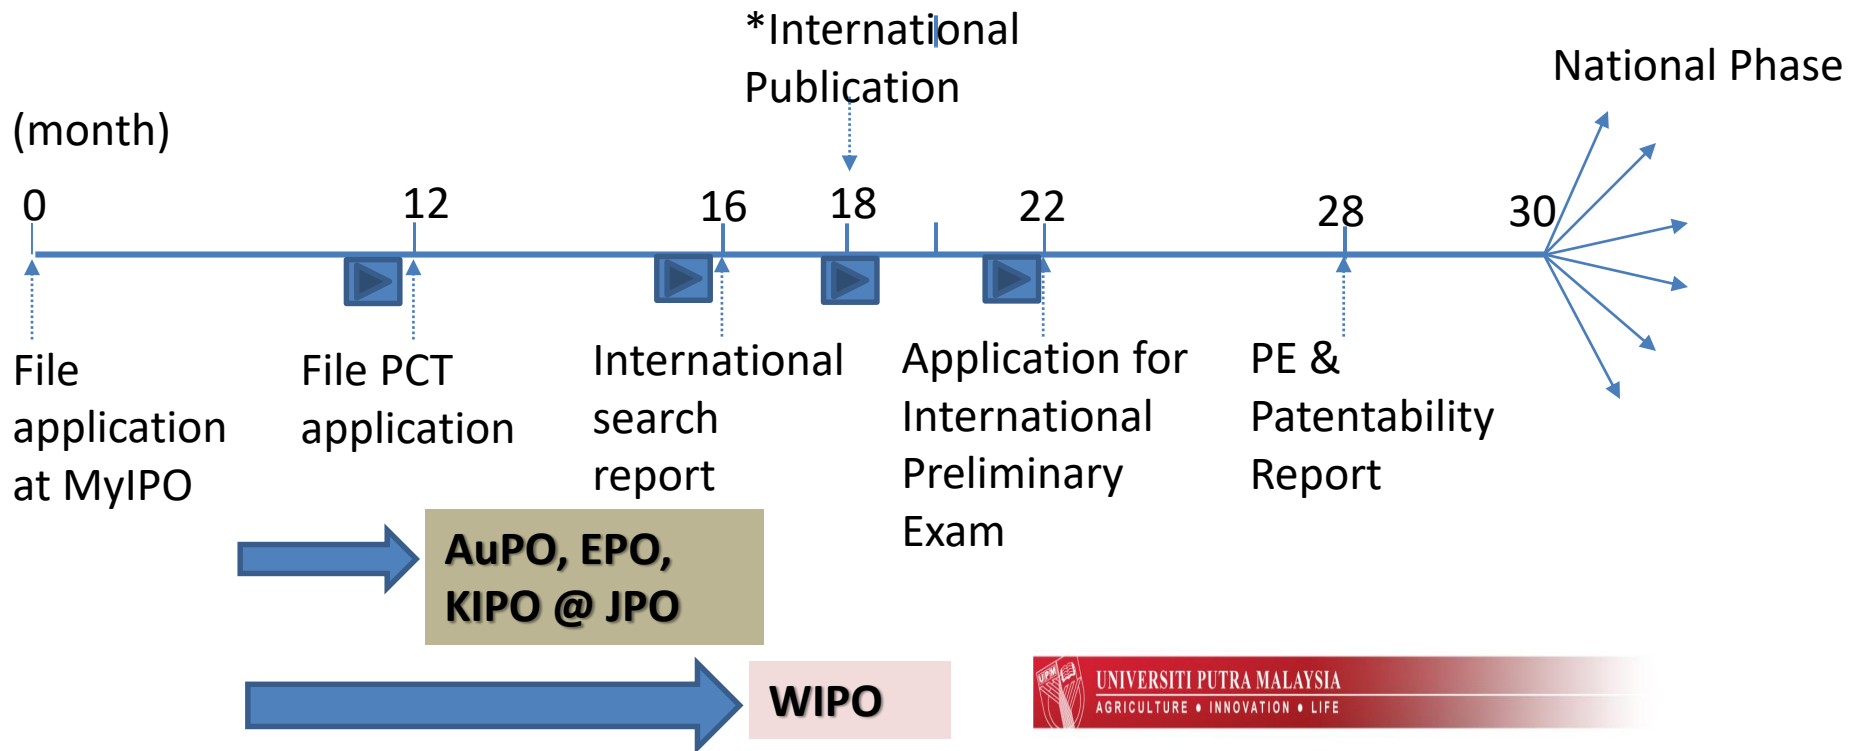 *International
Publication
National Phase
(month)
0
12
16
18
22
28
30
File
application
at MyIPO
File PCT
application
International
search
report
Application for
International
Preliminary
Exam
PE &
Patentability
Report
AuPO, EPO,
KIPO @ JPO
WIPO
UPM
UNIVERSITI PUTRA MALAYSIA
AGRICULTURE • INNOVATION • LIFE